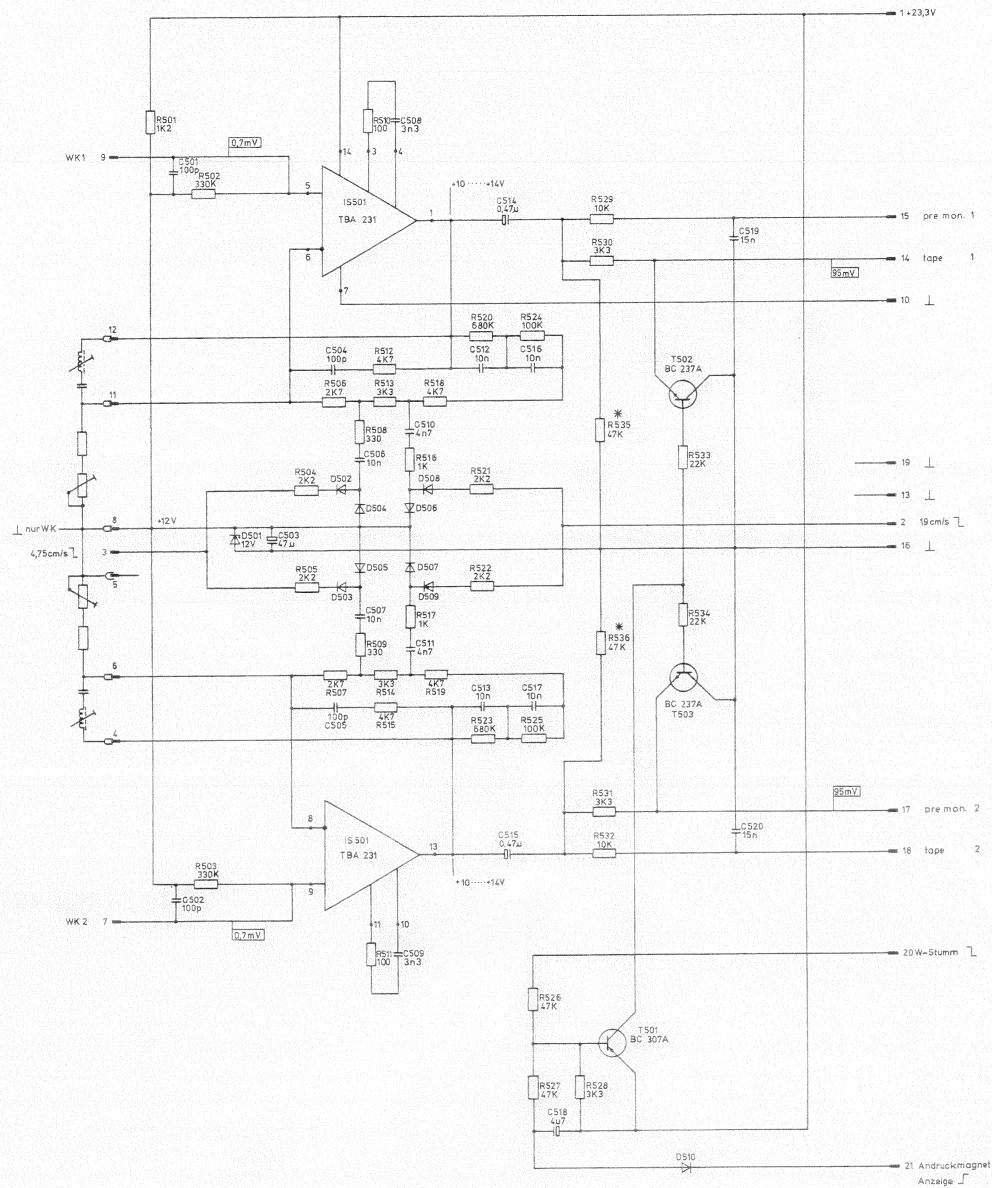 1 +23,3V
R501
1K2
R510
100
C508
3n3
0,7mV
WK1 9
C501
100p
R502
330K
14
3
4
5
IS501
TBA 231
1
6
7
+10 ····· +14V
C514
0,47µ
R529
10K
15 pre mon. 1
C519
15n
R530
3K3
14 tape 1
95mV
10 ⊥
12
R520
680K
R524
100K
C504
100p
R512
4K7
C512
10n
C516
10n
T502
BC 237A
11
R506
2K7
R513
3K3
R518
4K7
R508
330
C510
4n7
*
R535
47K
C506
10n
R516
1K
R533
22K
R504
2K2
D502
D508
R521
2K2
19 ⊥
D504
D506
13 ⊥
⊥ nur WK
8
+12V
D501
12V
C503
47µ
2 19cm/s
4,75cm/s
3
16 ⊥
5
R505
2K2
D505
D507
R522
2K2
D503
D509
C507
10n
R517
1K
R534
22K
*
R536
47K
R509
330
C511
4n7
6
2K7
R507
3K3
R514
4K7
R519
C513
10n
C517
10n
100p
C505
4K7
R515
R523
680K
R525
100K
BC 237A
T503
4
R531
3K3
95mV
17 pre mon. 2
8
IS501
TBA 231
13
C515
0,47µ
R532
10K
C520
15n
18 tape 2
R503
330K
9
+10 ····· +14V
C502
100p
WK2 7
0,7mV
11
10
R511
100
C509
3n3
20 W-Stumm
R526
47K
T501
BC 307A
R527
47K
R528
3K3
C518
4u7
D510
21 Andruckmagnet
Anzeige